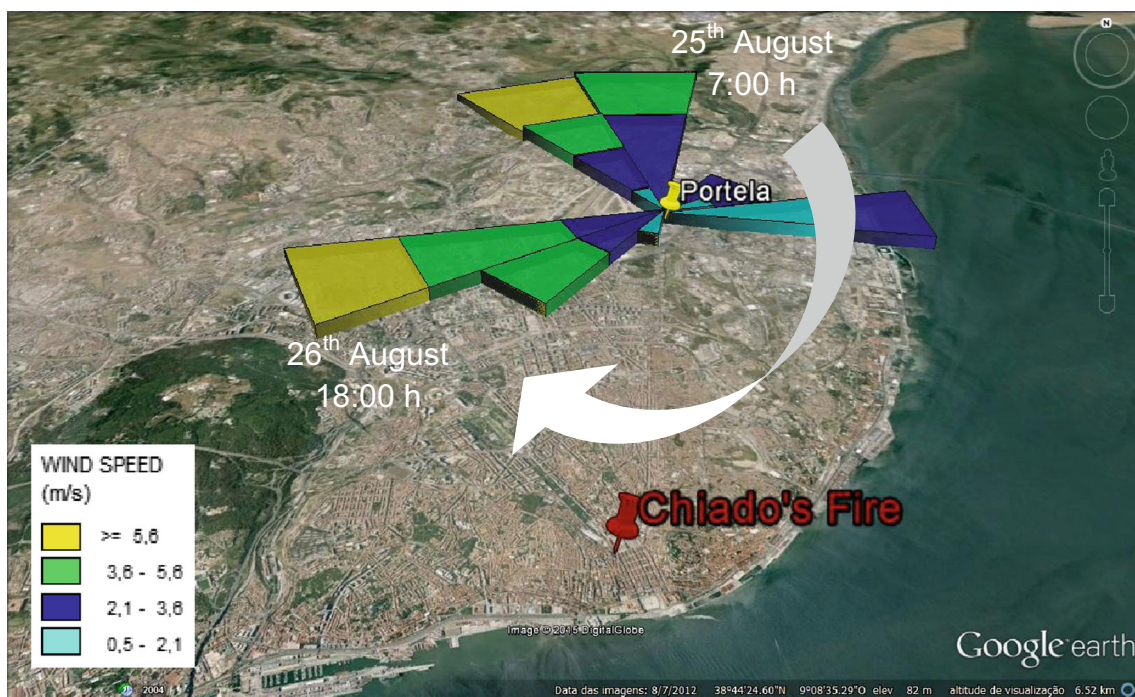 N
25th August
7:00 h
Portela
26th August
18:00 h
WIND SPEED
(m/s)
>= 5,6
3,6 - 5,6
2,1 - 3,6
0,5 - 2,1
Chiado's Fire
Image © 2015 DigitalGlobe
Google earth
2004
Data das imagens: 8/7/2012 38°44'24.60"N 9°08'35.29"O elev 82 m altitude de visualização 6.52 km